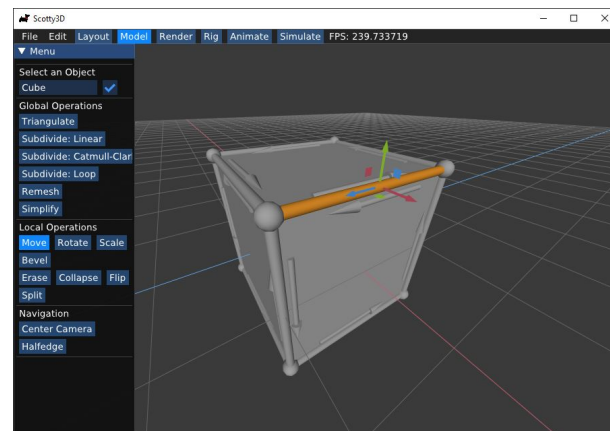 Scotty3D
File Edit Layout Model Render Rig Animate Simulate FPS: 239.733719
Menu
Select an Object
Cube
Global Operations
Triangulate
Subdivide: Linear
Subdivide: Catmull-Clar
Subdivide: Loop
Remesh
Simplify
Local Operations
Move Rotate Scale
Bevel
Erase Collapse Flip
Split
Navigation
Center Camera
Halfedge